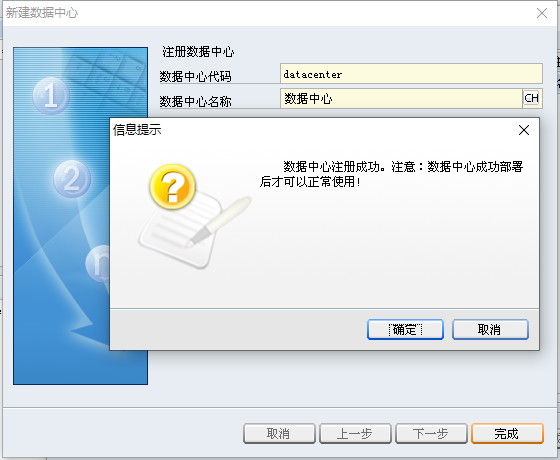 新建数据中心
注册数据中心
数据中心代码 datacenter
数据中心名称 数据中心 CH
信息提示
数据中心注册成功。注意：数据中心成功部署
后才可以正常使用！
确定 取消
1
2
n
取消 上一步 下一步 完成